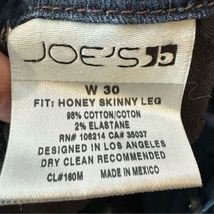 JOE'S
W 30
FIT: HONEY SKINNY LEG
98% COTTON/COTON
2% ELASTANE
RN# 106214 CA# 35037
DESIGNED IN LOS ANGELES
DRY CLEAN RECOMMENDED
CL#160M MADE IN MEXICO